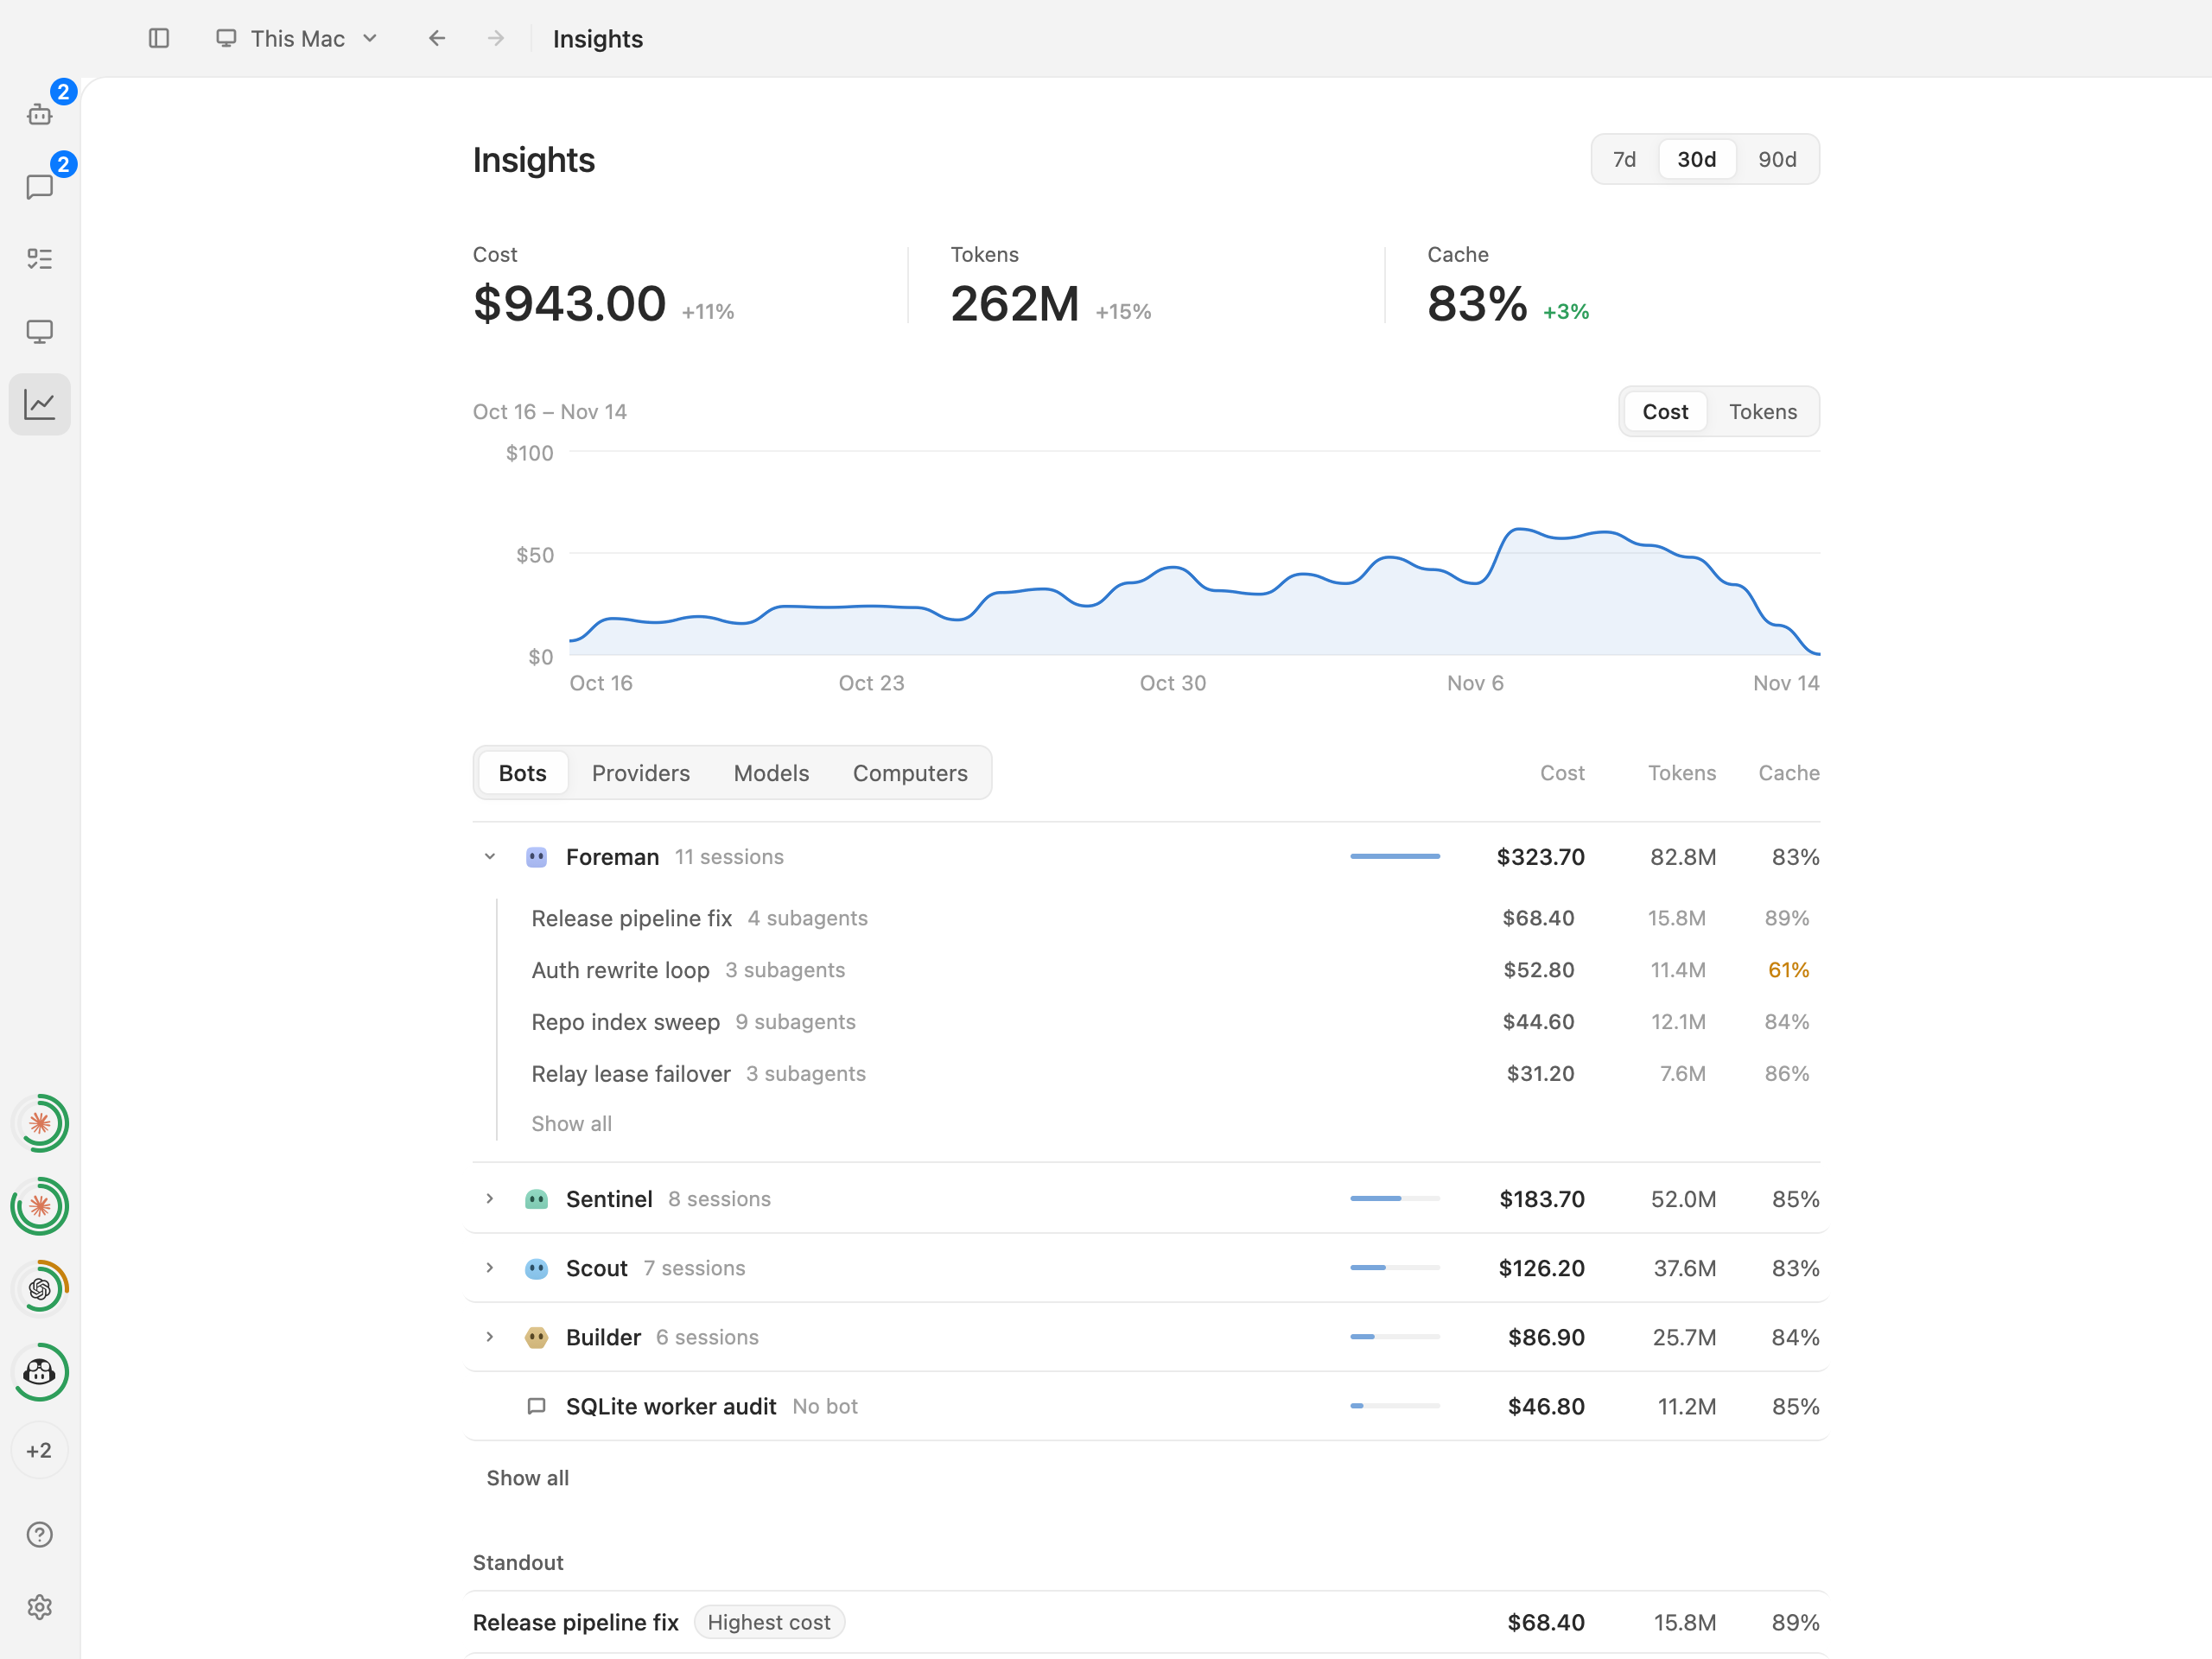 This Mac
Insights
2
2
Insights
7d 30d 90d
Cost Tokens Cache
$943.00 +11% 262M +15% 83% +3%
Oct 16 – Nov 14
Cost Tokens
$100
$50
$0
Oct 16 Oct 23 Oct 30 Nov 6 Nov 14
Bots Providers Models Computers Cost Tokens Cache
Foreman 11 sessions $323.70 82.8M 83%
Release pipeline fix 4 subagents $68.40 15.8M 89%
Auth rewrite loop 3 subagents $52.80 11.4M 61%
Repo index sweep 9 subagents $44.60 12.1M 84%
Relay lease failover 3 subagents $31.20 7.6M 86%
Show all
Sentinel 8 sessions $183.70 52.0M 85%
Scout 7 sessions $126.20 37.6M 83%
Builder 6 sessions $86.90 25.7M 84%
SQLite worker audit No bot $46.80 11.2M 85%
+2
Show all
Standout
Release pipeline fix Highest cost $68.40 15.8M 89%